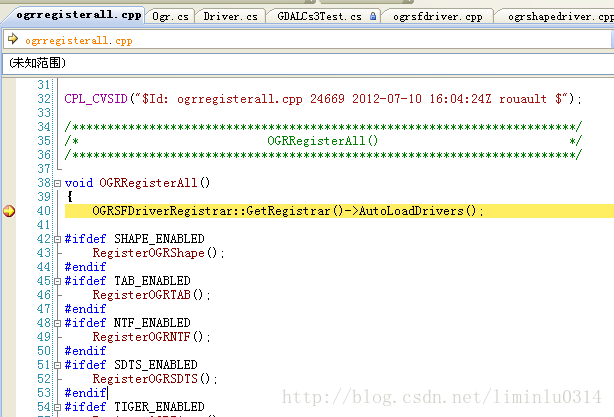 ogrregisterall.cpp Ogr.cs Driver.cs GDALCs3Test.cs ogrsfdriver.cpp ogrshapedriver.cpp
ogrregisterall.cpp
(未知范围)
31
32 CPL_CVSID("$Id: ogrregisterall.cpp 24669 2012-07-10 16:04:24Z rouault $");
33
34 /************************************************************************/
35 /* OGRRegisterAll() */
36 /************************************************************************/
37
38 void OGRRegisterAll()
39 {
40 OGRSFDriverRegistrar::GetRegistrar()->AutoLoadDrivers();
41
42 #ifdef SHAPE_ENABLED
43 RegisterOGRShape();
44 #endif
45 #ifdef TAB_ENABLED
46 RegisterOGRTAB();
47 #endif
48 #ifdef NTF_ENABLED
49 RegisterOGRNTF();
50 #endif
51 #ifdef SDTS_ENABLED
52 RegisterOGRSDTS();
53 #endif
54 #ifdef TIGER_ENABLED
http://blog.csdn.net/liminlu0314